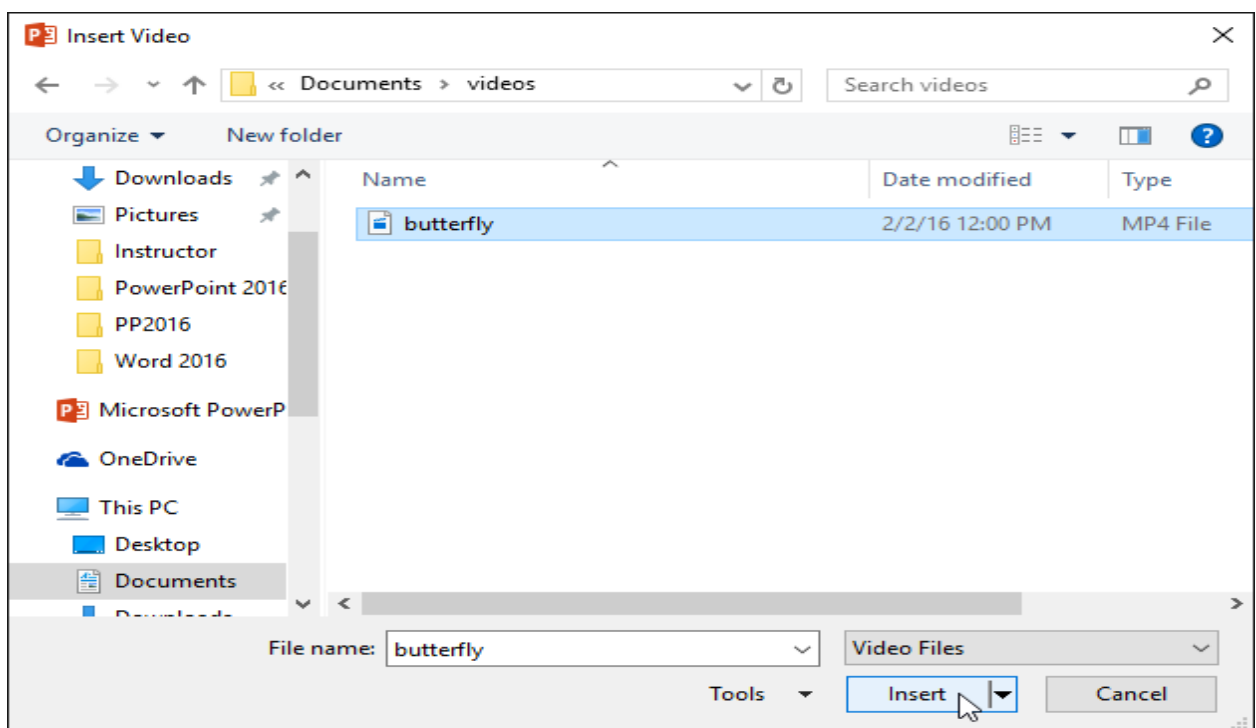 Insert Video
« Documents > videos
Search videos
Organize
New folder
Downloads
Pictures
Instructor
PowerPoint 2016
PP2016
Word 2016
Microsoft PowerP
OneDrive
This PC
Desktop
Documents
Name Date modified Type
butterfly 2/2/16 12:00 PM MP4 File
File name: butterfly
Video Files
Tools
Insert
Cancel